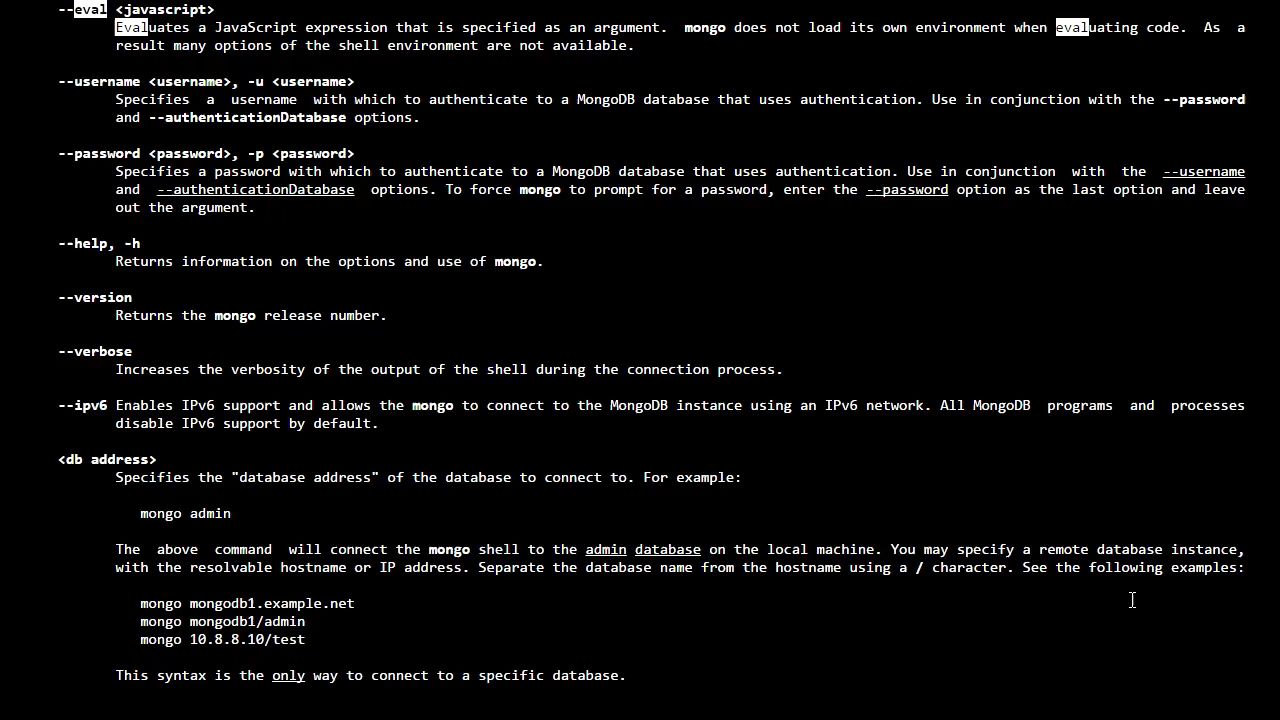 --eval <javascript>
Evaluates a JavaScript expression that is specified as an argument.  mongo does not load its own environment when evaluating code.  As  a
result many options of the shell environment are not available.
--username <username>, -u <username>
Specifies  a  username  with which to authenticate to a MongoDB database that uses authentication. Use in conjunction with the --password
and --authenticationDatabase options.
--password <password>, -p <password>
Specifies a password with which to authenticate to a MongoDB database that uses authentication. Use in conjunction  with  the  --username
and  --authenticationDatabase  options. To force mongo to prompt for a password, enter the --password option as the last option and leave
out the argument.
--help, -h
Returns information on the options and use of mongo.
--version
Returns the mongo release number.
--verbose
Increases the verbosity of the output of the shell during the connection process.
--ipv6 Enables IPv6 support and allows the mongo to connect to the MongoDB instance using an IPv6 network. All MongoDB  programs  and  processes
disable IPv6 support by default.
<db address>
Specifies the "database address" of the database to connect to. For example:
mongo admin
The  above  command  will connect the mongo shell to the admin database on the local machine. You may specify a remote database instance,
with the resolvable hostname or IP address. Separate the database name from the hostname using a / character. See the following examples:
mongo mongodb1.example.net
mongo mongodb1/admin
mongo 10.8.8.10/test
This syntax is the only way to connect to a specific database.